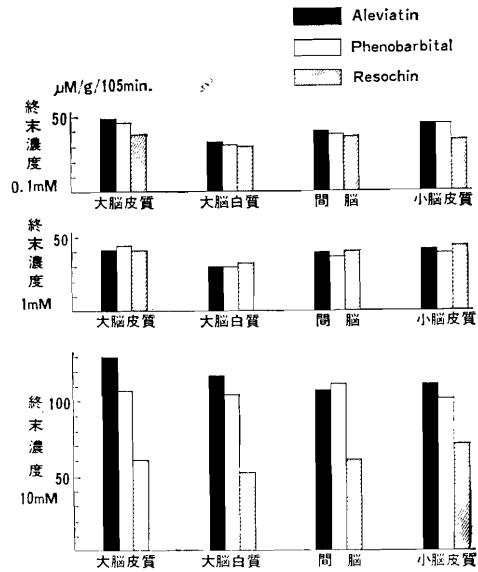 Aleviatin
Phenobarbital
Resochin
μM/g/105min.
終末濃度
0.1mM
50
大脳皮質 大脳白質 間 脳 小脳皮質
終末濃度
1mM
50
大脳皮質 大脳白質 間 脳 小脳皮質
終末濃度
10mM
100
50
大脳皮質 大脳白質 間 脳 小脳皮質